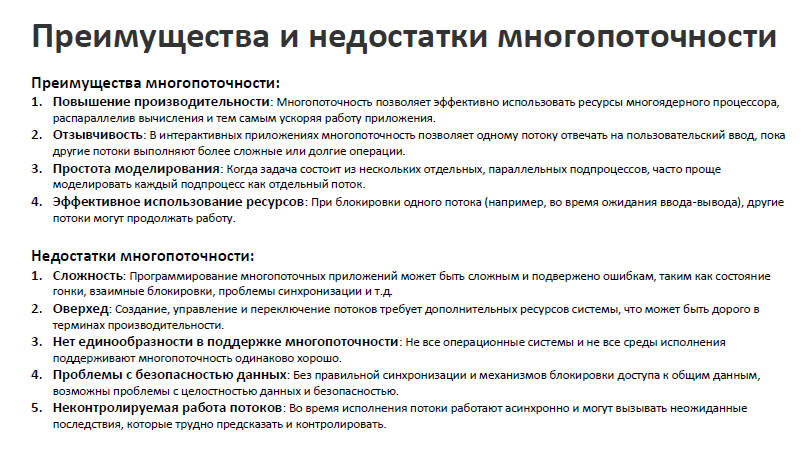 Преимущества и недостатки многопоточности
Преимущества многопоточности:
1. Повышение производительности: Многопоточность позволяет эффективно использовать ресурсы многоядерного процессора,
распараллелив вычисления и тем самым ускоряя работу приложения.
2. Отзывчивость: В интерактивных приложениях многопоточность позволяет одному потоку отвечать на пользовательский ввод, пока
другие потоки выполняют более сложные или долгие операции.
3. Простота моделирования: Когда задача состоит из нескольких отдельных, параллельных подпроцессов, часто проще
моделировать каждый подпроцесс как отдельный поток.
4. Эффективное использование ресурсов: При блокировки одного потока (например, во время ожидания ввода-вывода), другие
потоки могут продолжать работу.
Недостатки многопоточности:
1. Сложность: Программирование многопоточных приложений может быть сложным и подвержено ошибкам, таким как состояние
гонки, взаимные блокировки, проблемы синхронизации и т.д.
2. Оверхед: Создание, управление и переключение потоков требует дополнительных ресурсов системы, что может быть дорого в
терминах производительности.
3. Нет единообразности в поддержке многопоточности: Не все операционные системы и не все среды исполнения
поддерживают многопоточность одинаково хорошо.
4. Проблемы с безопасностью данных: Без правильной синхронизации и механизмов блокировки доступа к общим данным,
возможны проблемы с целостностью данных и безопасностью.
5. Неконтролируемая работа потоков: Во время исполнения потоки работают асинхронно и могут вызывать неожиданные
последствия, которые трудно предсказать и контролировать.